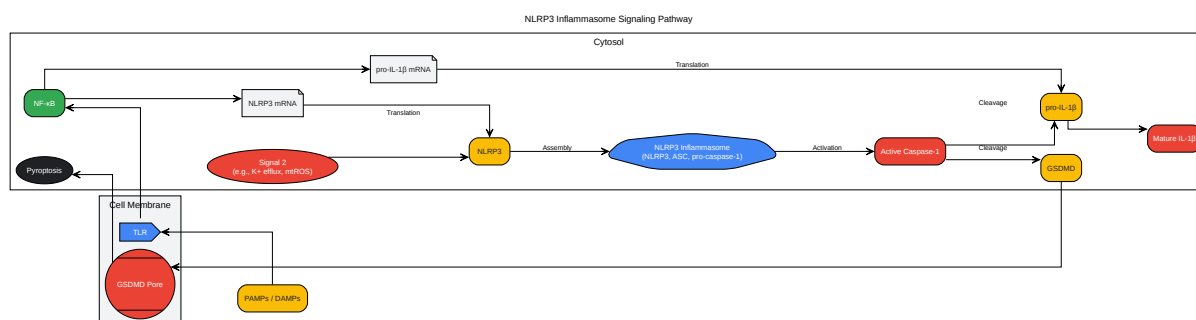 NLRP3 Inflammasome Signaling Pathway
Cytosol
pro-IL-1β mRNA
Translation
NF-κB
NLRP3 mRNA
Translation
Cleavage
pro-IL-1β
Mature IL-1β
NLRP3
Assembly
NLRP3 Inflammasome
(NLRP3, ASC, pro-caspase-1)
Activation
Active Caspase-1
Cleavage
GSDMD
Pyroptosis
Signal 2
(e.g., K+ efflux, mtROS)
Cell Membrane
TLR
GSDMD Pore
PAMPs / DAMPs